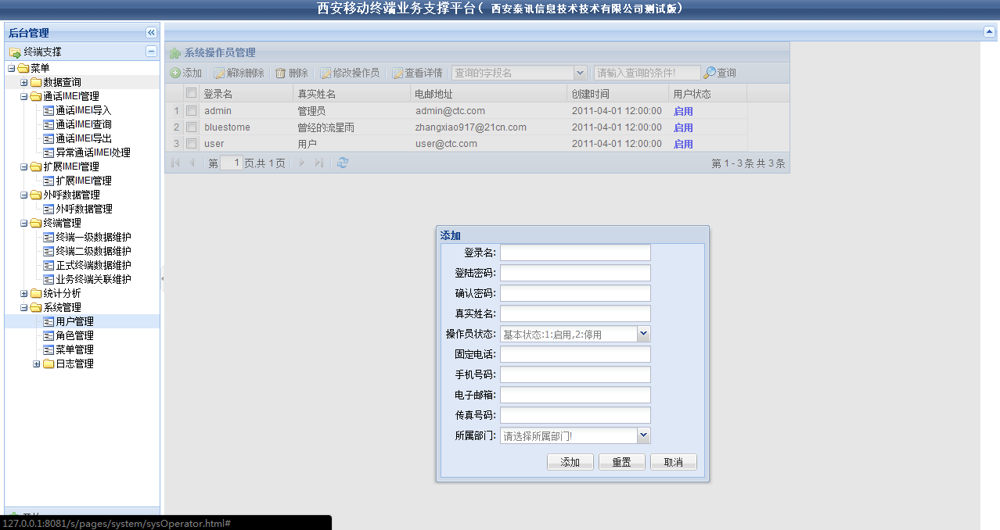 西安移动终端业务支撑平台( 西安泰讯信息技术技术有限公司测试版)
后台管理
终端支撑
菜单
数据查询
通话IMEI管理
通话IMEI导入
通话IMEI查询
通话IMEI导出
异常通话IMEI处理
扩展IMEI管理
扩展IMEI管理
外呼数据管理
外呼数据管理
终端管理
终端一级数据维护
终端二级数据维护
正式终端数据维护
业务终端关联维护
统计分析
系统管理
用户管理
角色管理
菜单管理
日志管理
系统操作员管理
添加 解除删除 删除 修改操作员 查看详情 查询的字段名 请输入查询的条件! 查询
登录名 真实姓名 电邮地址 创建时间 用户状态
1 admin 管理员 admin@ctc.com 2011-04-01 12:00:00 启用
2 bluestome 曾经的流星雨 zhangxiao917@21cn.com 2011-04-01 12:00:00 启用
3 user 用户 user@ctc.com 2011-04-01 12:00:00 启用
第 1 页,共 1 页 第 1 - 3 条 共 3 条
添加
登录名:
登陆密码:
确认密码:
真实姓名:
操作员状态: 基本状态:1:启用,2:停用
固定电话:
手机号码:
电子邮箱:
传真号码:
所属部门: 请选择所属部门!
添加 重置 取消
127.0.0.1:8081/s/pages/system/sysOperator.html#